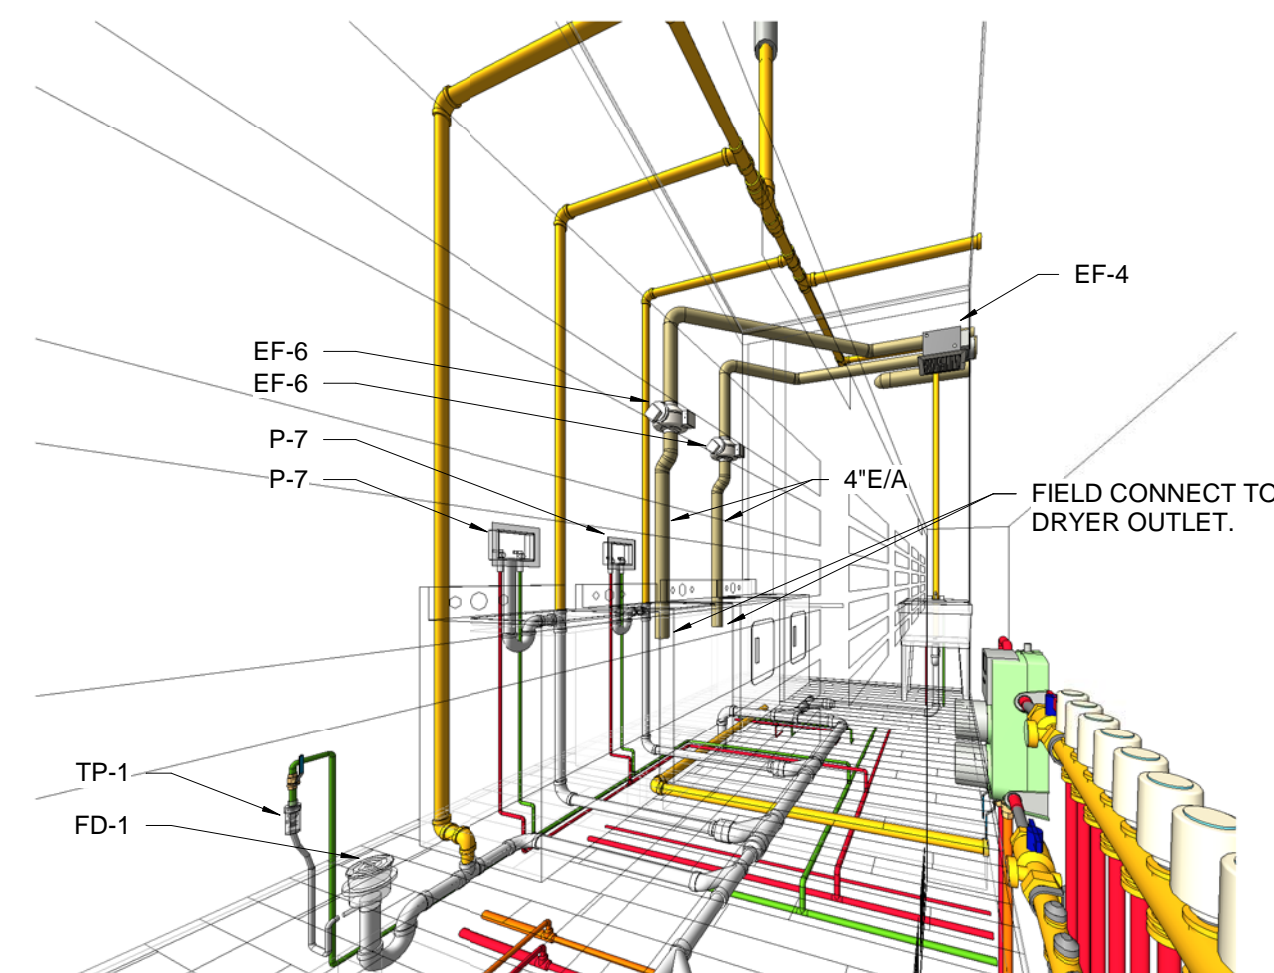 EF-4
EF-6
EF-6
P-7
P-7
4"E/A
FIELD CONNECT TO
DRYER OUTLET.
TP-1
FD-1